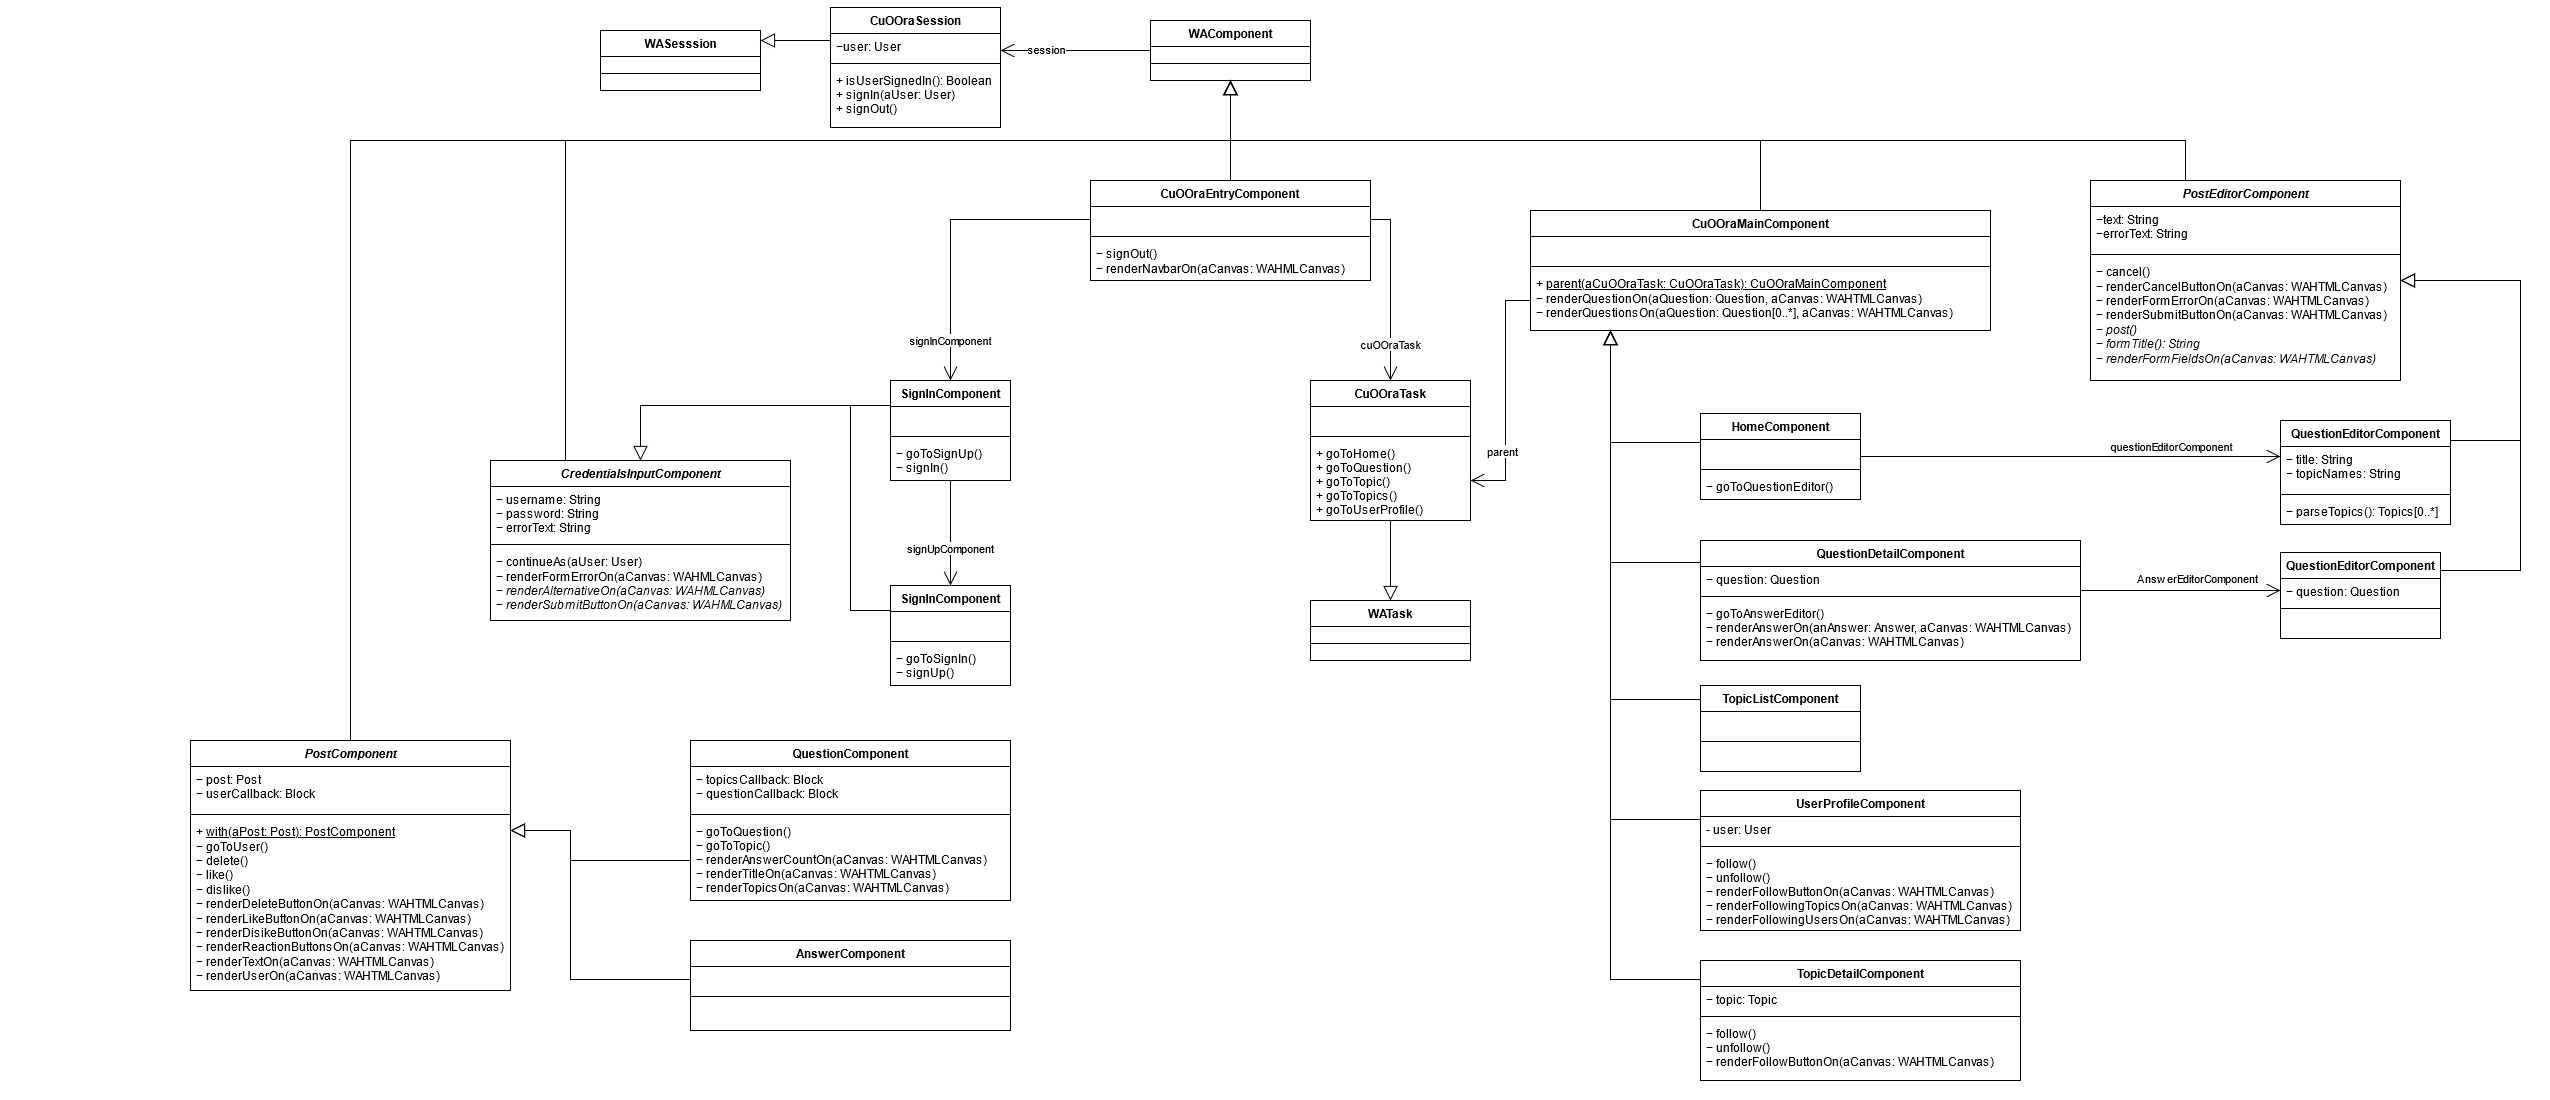 CuOOraSession
−user: User
+ isUserSignedIn(): Boolean
+ signIn(aUser: User)
+ signOut()
WASesssion
session
WAComponent
CuOOraEntryComponent
− signOut()
− renderNavbarOn(aCanvas: WAHMLCanvas)
CuOOraMainComponent
+ parent(aCuOOraTask: CuOOraTask): CuOOraMainComponent
− renderQuestionOn(aQuestion: Question, aCanvas: WAHTMLCanvas)
− renderQuestionsOn(aQuestion: Question[0..*], aCanvas: WAHTMLCanvas)
PostEditorComponent
−text: String
−errorText: String
− cancel()
− renderCancelButtonOn(aCanvas: WAHTMLCanvas)
− renderFormErrorOn(aCanvas: WAHTMLCanvas)
− renderSubmitButtonOn(aCanvas: WAHTMLCanvas)
− post()
− formTitle(): String
− renderFormFieldsOn(aCanvas: WAHTMLCanvas)
signInComponent
cuOOraTask
parent
SignInComponent
− goToSignUp()
− signIn()
CuOOraTask
+ goToHome()
+ goToQuestion()
+ goToTopic()
+ goToTopics()
+ goToUserProfile()
WATask
CredentialsInputComponent
− username: String
− password: String
− errorText: String
− continueAs(aUser: User)
− renderFormErrorOn(aCanvas: WAHMLCanvas)
− renderAlternativeOn(aCanvas: WAHMLCanvas)
− renderSubmitButtonOn(aCanvas: WAHMLCanvas)
signUpComponent
SignInComponent
− goToSignIn()
− signUp()
HomeComponent
− goToQuestionEditor()
questionEditorComponent
QuestionEditorComponent
− title: String
− topicNames: String
− parseTopics(): Topics[0..*]
QuestionDetailComponent
− question: Question
− goToAnswerEditor()
− renderAnswerOn(anAnswer: Answer, aCanvas: WAHTMLCanvas)
− renderAnswerOn(aCanvas: WAHTMLCanvas)
AnswerEditorComponent
QuestionEditorComponent
− question: Question
TopicListComponent
PostComponent
− post: Post
− userCallback: Block
+ with(aPost: Post): PostComponent
− goToUser()
− delete()
− like()
− dislike()
− renderDeleteButtonOn(aCanvas: WAHTMLCanvas)
− renderLikeButtonOn(aCanvas: WAHTMLCanvas)
− renderDisikeButtonOn(aCanvas: WAHTMLCanvas)
− renderReactionButtonsOn(aCanvas: WAHTMLCanvas)
− renderTextOn(aCanvas: WAHTMLCanvas)
− renderUserOn(aCanvas: WAHTMLCanvas)
QuestionComponent
− topicsCallback: Block
− questionCallback: Block
− goToQuestion()
− goToTopic()
− renderAnswerCountOn(aCanvas: WAHTMLCanvas)
− renderTitleOn(aCanvas: WAHTMLCanvas)
− renderTopicsOn(aCanvas: WAHTMLCanvas)
AnswerComponent
UserProfileComponent
- user: User
− follow()
− unfollow()
− renderFollowButtonOn(aCanvas: WAHTMLCanvas)
− renderFollowingTopicsOn(aCanvas: WAHTMLCanvas)
− renderFollowingUsersOn(aCanvas: WAHTMLCanvas)
TopicDetailComponent
− topic: Topic
− follow()
− unfollow()
− renderFollowButtonOn(aCanvas: WAHTMLCanvas)